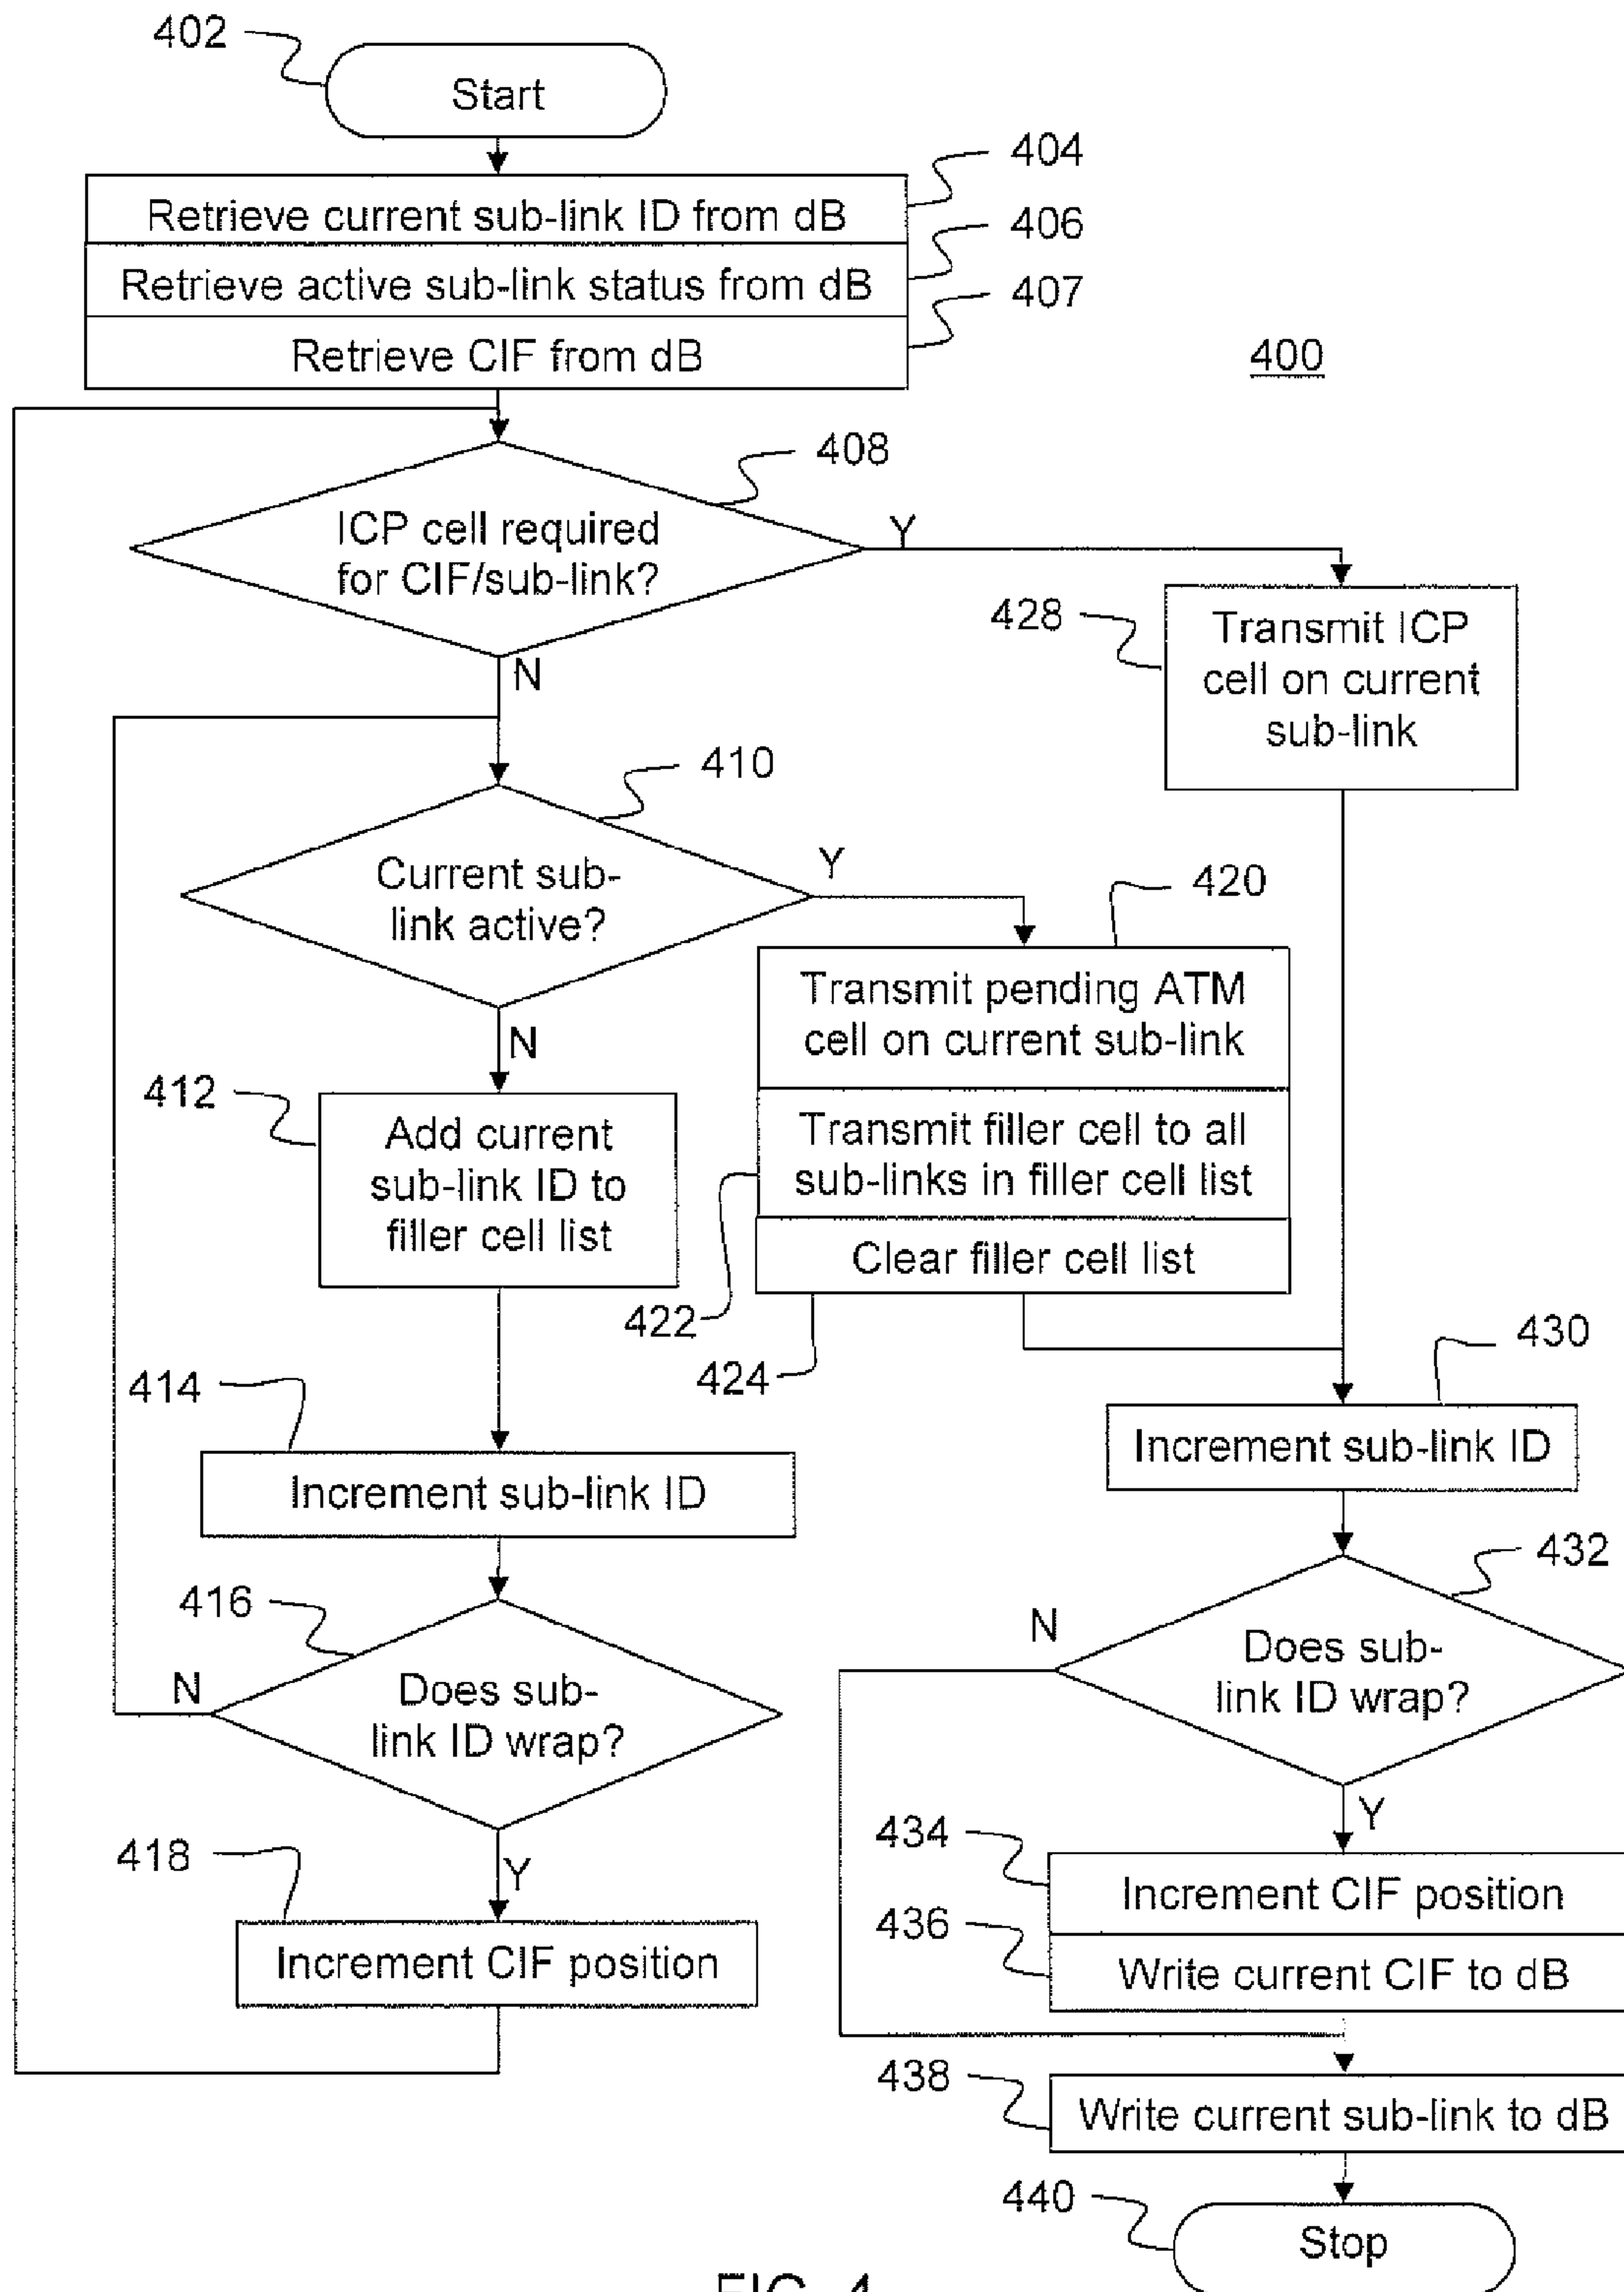 402
Start
404
Retrieve current sub-link ID from dB
406
Retrieve active sub-link status from dB
407
Retrieve CIF from dB
400
408
ICP cell required
for CIF/sub-link?
Y
N
428
Transmit ICP
cell on current
sub-link
410
Current sub-
link active?
Y
N
420
Transmit pending ATM
cell on current sub-link
Transmit filler cell to all
sub-links in filler cell list
Clear filler cell list
422
424
412
Add current
sub-link ID to
filler cell list
414
Increment sub-link ID
430
Increment sub-link ID
416
Does sub-
link ID wrap?
N
Y
432
Does sub-
link ID wrap?
N
Y
418
Increment CIF position
434
Increment CIF position
436
Write current CIF to dB
438
Write current sub-link to dB
440
Stop
FIG. 4